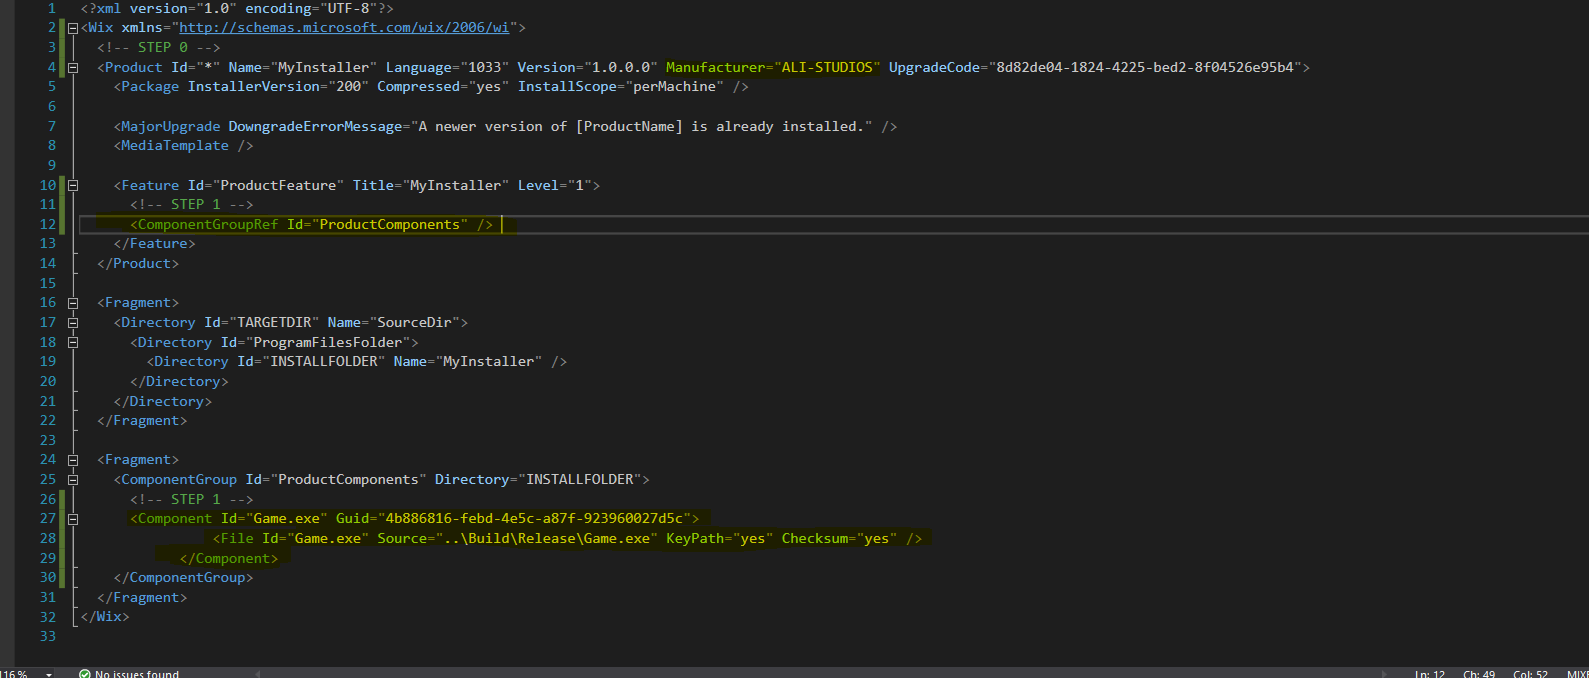 1 <?xml version="1.0" encoding="UTF-8"?>
2 <Wix xmlns="http://schemas.microsoft.com/wix/2006/wi">
3 <!-- STEP 0 -->
4 <Product Id="*" Name="MyInstaller" Language="1033" Version="1.0.0.0" Manufacturer="ALI-STUDIOS" UpgradeCode="8d82de04-1824-4225-bed2-8f04526e95b4">
5 <Package InstallerVersion="200" Compressed="yes" InstallScope="perMachine" />
6
7 <MajorUpgrade DowngradeErrorMessage="A newer version of [ProductName] is already installed." />
8 <MediaTemplate />
9
10 <Feature Id="ProductFeature" Title="MyInstaller" Level="1">
11 <!-- STEP 1 -->
12 <ComponentGroupRef Id="ProductComponents" />
13 </Feature>
14 </Product>
15
16 <Fragment>
17 <Directory Id="TARGETDIR" Name="SourceDir">
18 <Directory Id="ProgramFilesFolder">
19 <Directory Id="INSTALLFOLDER" Name="MyInstaller" />
20 </Directory>
21 </Directory>
22 </Fragment>
23
24 <Fragment>
25 <ComponentGroup Id="ProductComponents" Directory="INSTALLFOLDER">
26 <!-- STEP 1 -->
27 <Component Id="Game.exe" Guid="4b886816-febd-4e5c-a87f-923960027d5c">
28 <File Id="Game.exe" Source="..\Build\Release\Game.exe" KeyPath="yes" Checksum="yes" />
29 </Component>
30 </ComponentGroup>
31 </Fragment>
32 </Wix>
33
116 % No issues found Ln: 12 Ch: 49 Col: 52